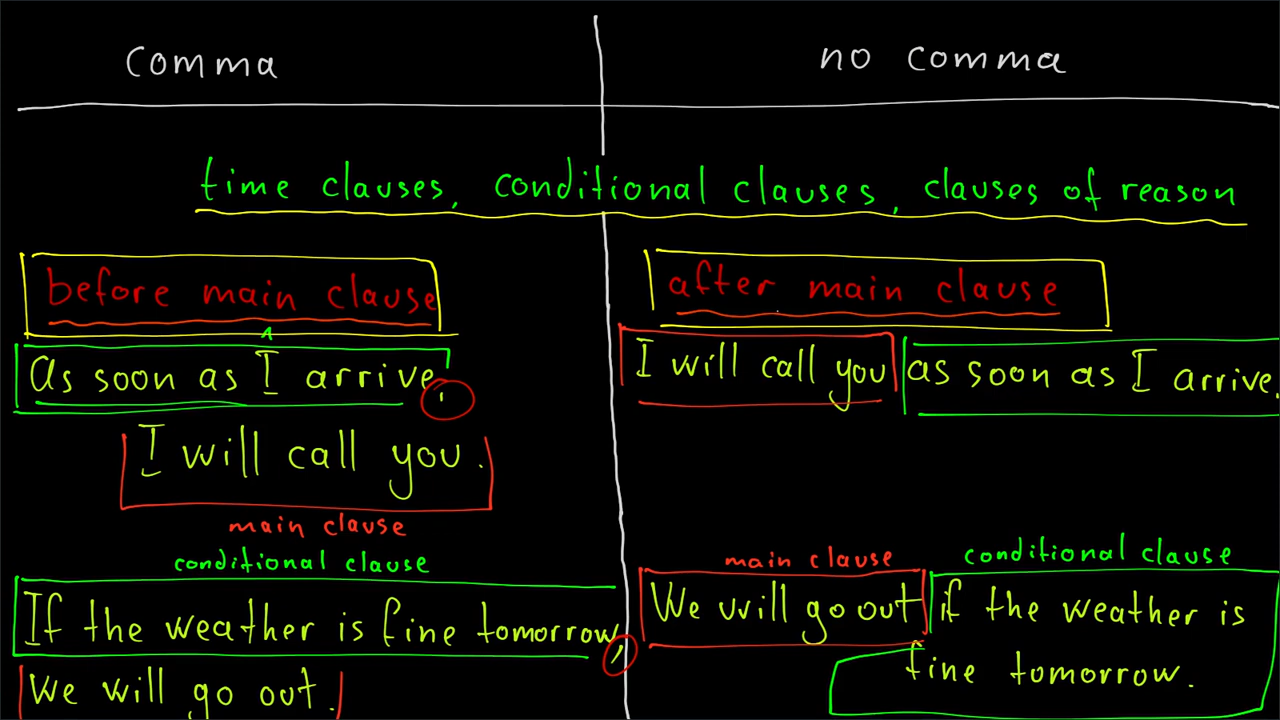 comma
no comma
time clauses, conditional clauses, clauses of reason
before main clause
As soon as I arrive,
I will call you.
main clause
conditional clause
If the weather is fine tomorrow,
we will go out.
after main clause
I will call you as soon as I arrive.
main clause
conditional clause
We will go out if the weather is
fine tomorrow.